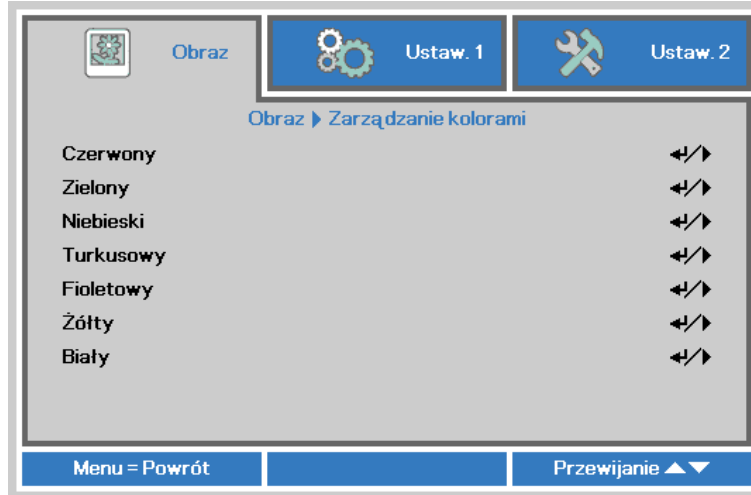 Obraz Ustaw. 1 Ustaw. 2
Obraz ▶ Zarządzanie kolorami
Czerwony ↵/▶
Zielony ↵/▶
Niebieski ↵/▶
Turkusowy ↵/▶
Fioletowy ↵/▶
Żółty ↵/▶
Biały ↵/▶
Menu = Powrót Przewijanie ▲▼